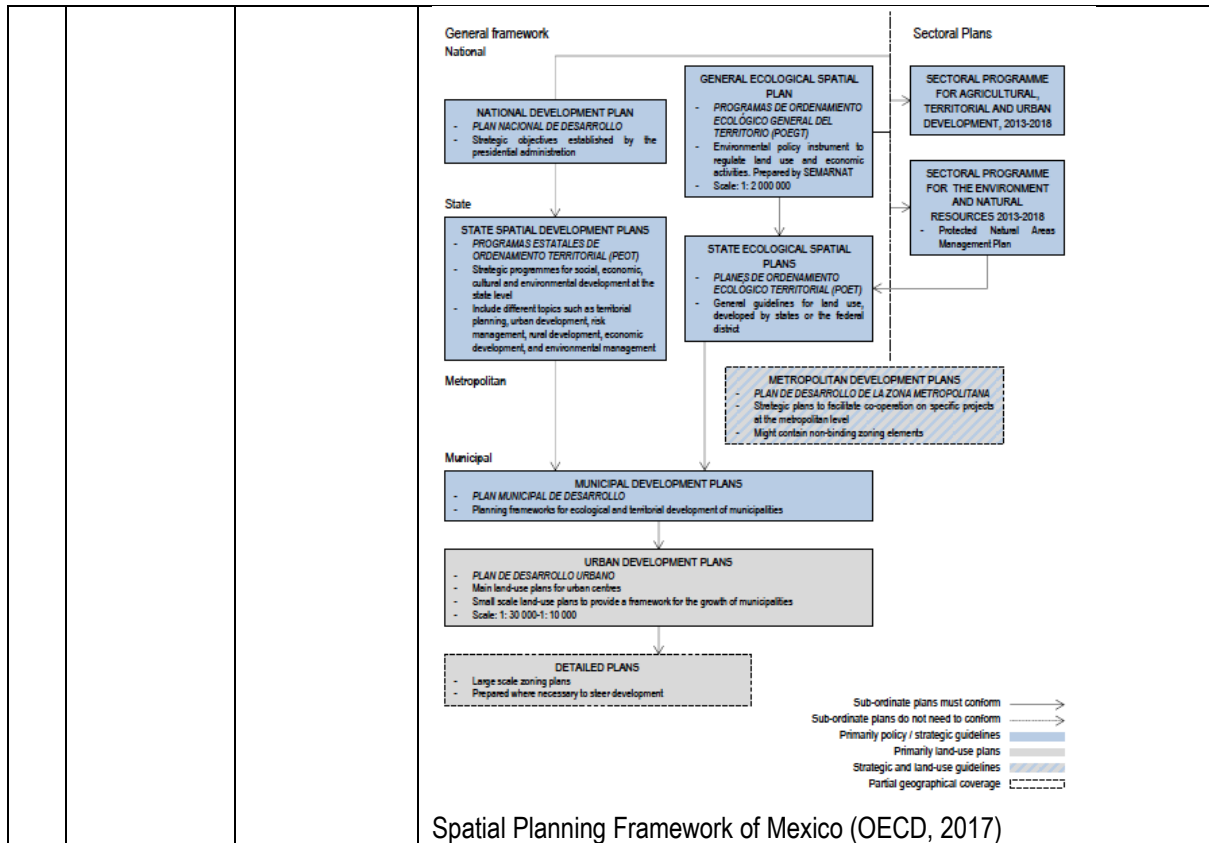 General framework
National
Sectoral Plans
NATIONAL DEVELOPMENT PLAN
- PLAN NACIONAL DE DESARROLLO
- Strategic objectives established by the
presidential administration
GENERAL ECOLOGICAL SPATIAL
PLAN
- PROGRAMAS DE ORDENAMIENTO
ECOLÓGICO GENERAL DEL
TERRITORIO (POEGT)
- Environmental policy instrument to
regulate land use and economic
activities. Prepared by SEMARNAT
- Scale: 1: 2 000 000
SECTORAL PROGRAMME
FOR AGRICULTURAL,
TERRITORIAL AND URBAN
DEVELOPMENT, 2013-2018
SECTORAL PROGRAMME
FOR THE ENVIRONMENT
AND NATURAL
RESOURCES 2013-2018
- Protected Natural Areas
Management Plan
State
STATE SPATIAL DEVELOPMENT PLANS
- PROGRAMAS ESTATALES DE
ORDENAMIENTO TERRITORIAL (PEOT)
- Strategic programmes for social, economic,
cultural and environmental development at the
state level
- Include different topics such as territorial
planning, urban development, risk
management, rural development, economic
development, and environmental management
STATE ECOLOGICAL SPATIAL
PLANS
- PLANES DE ORDENAMIENTO
ECOLÓGICO TERRITORIAL (POET)
- General guidelines for land use,
developed by states or the federal
district
Metropolitan
METROPOLITAN DEVELOPMENT PLANS
- PLAN DE DESARROLLO DE LA ZONA METROPOLITANA
- Strategic plans to facilitate co-operation on specific projects
at the metropolitan level
- Might contain non-binding zoning elements
Municipal
MUNICIPAL DEVELOPMENT PLANS
- PLAN MUNICIPAL DE DESARROLLO
- Planning frameworks for ecological and territorial development of municipalities
URBAN DEVELOPMENT PLANS
- PLAN DE DESARROLLO URBANO
- Main land-use plans for urban centres
- Small scale land-use plans to provide a framework for the growth of municipalities
- Scale: 1: 30 000-1: 10 000
DETAILED PLANS
- Large scale zoning plans
- Prepared where necessary to steer development
Sub-ordinate plans must conform
Sub-ordinate plans do not need to conform
Primarily policy / strategic guidelines
Primarily land-use plans
Strategic and land-use guidelines
Partial geographical coverage
Spatial Planning Framework of Mexico (OECD, 2017)